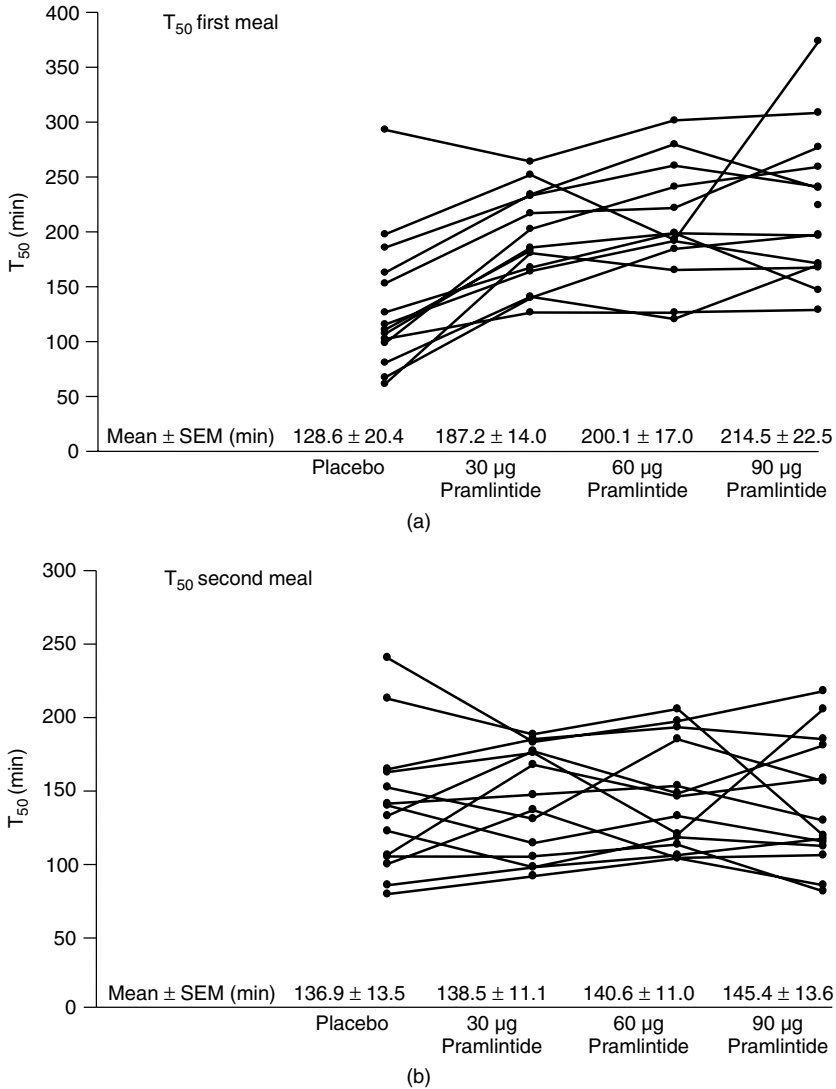 T50 first meal
400
350
300
250
200
150
100
50
0
T50 (min)
Mean ± SEM (min) 128.6 ± 20.4 187.2 ± 14.0 200.1 ± 17.0 214.5 ± 22.5
Placebo 30 µg 60 µg 90 µg
Pramlintide Pramlintide Pramlintide
(a)
T50 second meal
300
250
200
150
100
50
0
T50 (min)
Mean ± SEM (min) 136.9 ± 13.5 138.5 ± 11.1 140.6 ± 11.0 145.4 ± 13.6
Placebo 30 µg 60 µg 90 µg
Pramlintide Pramlintide Pramlintide
(b)